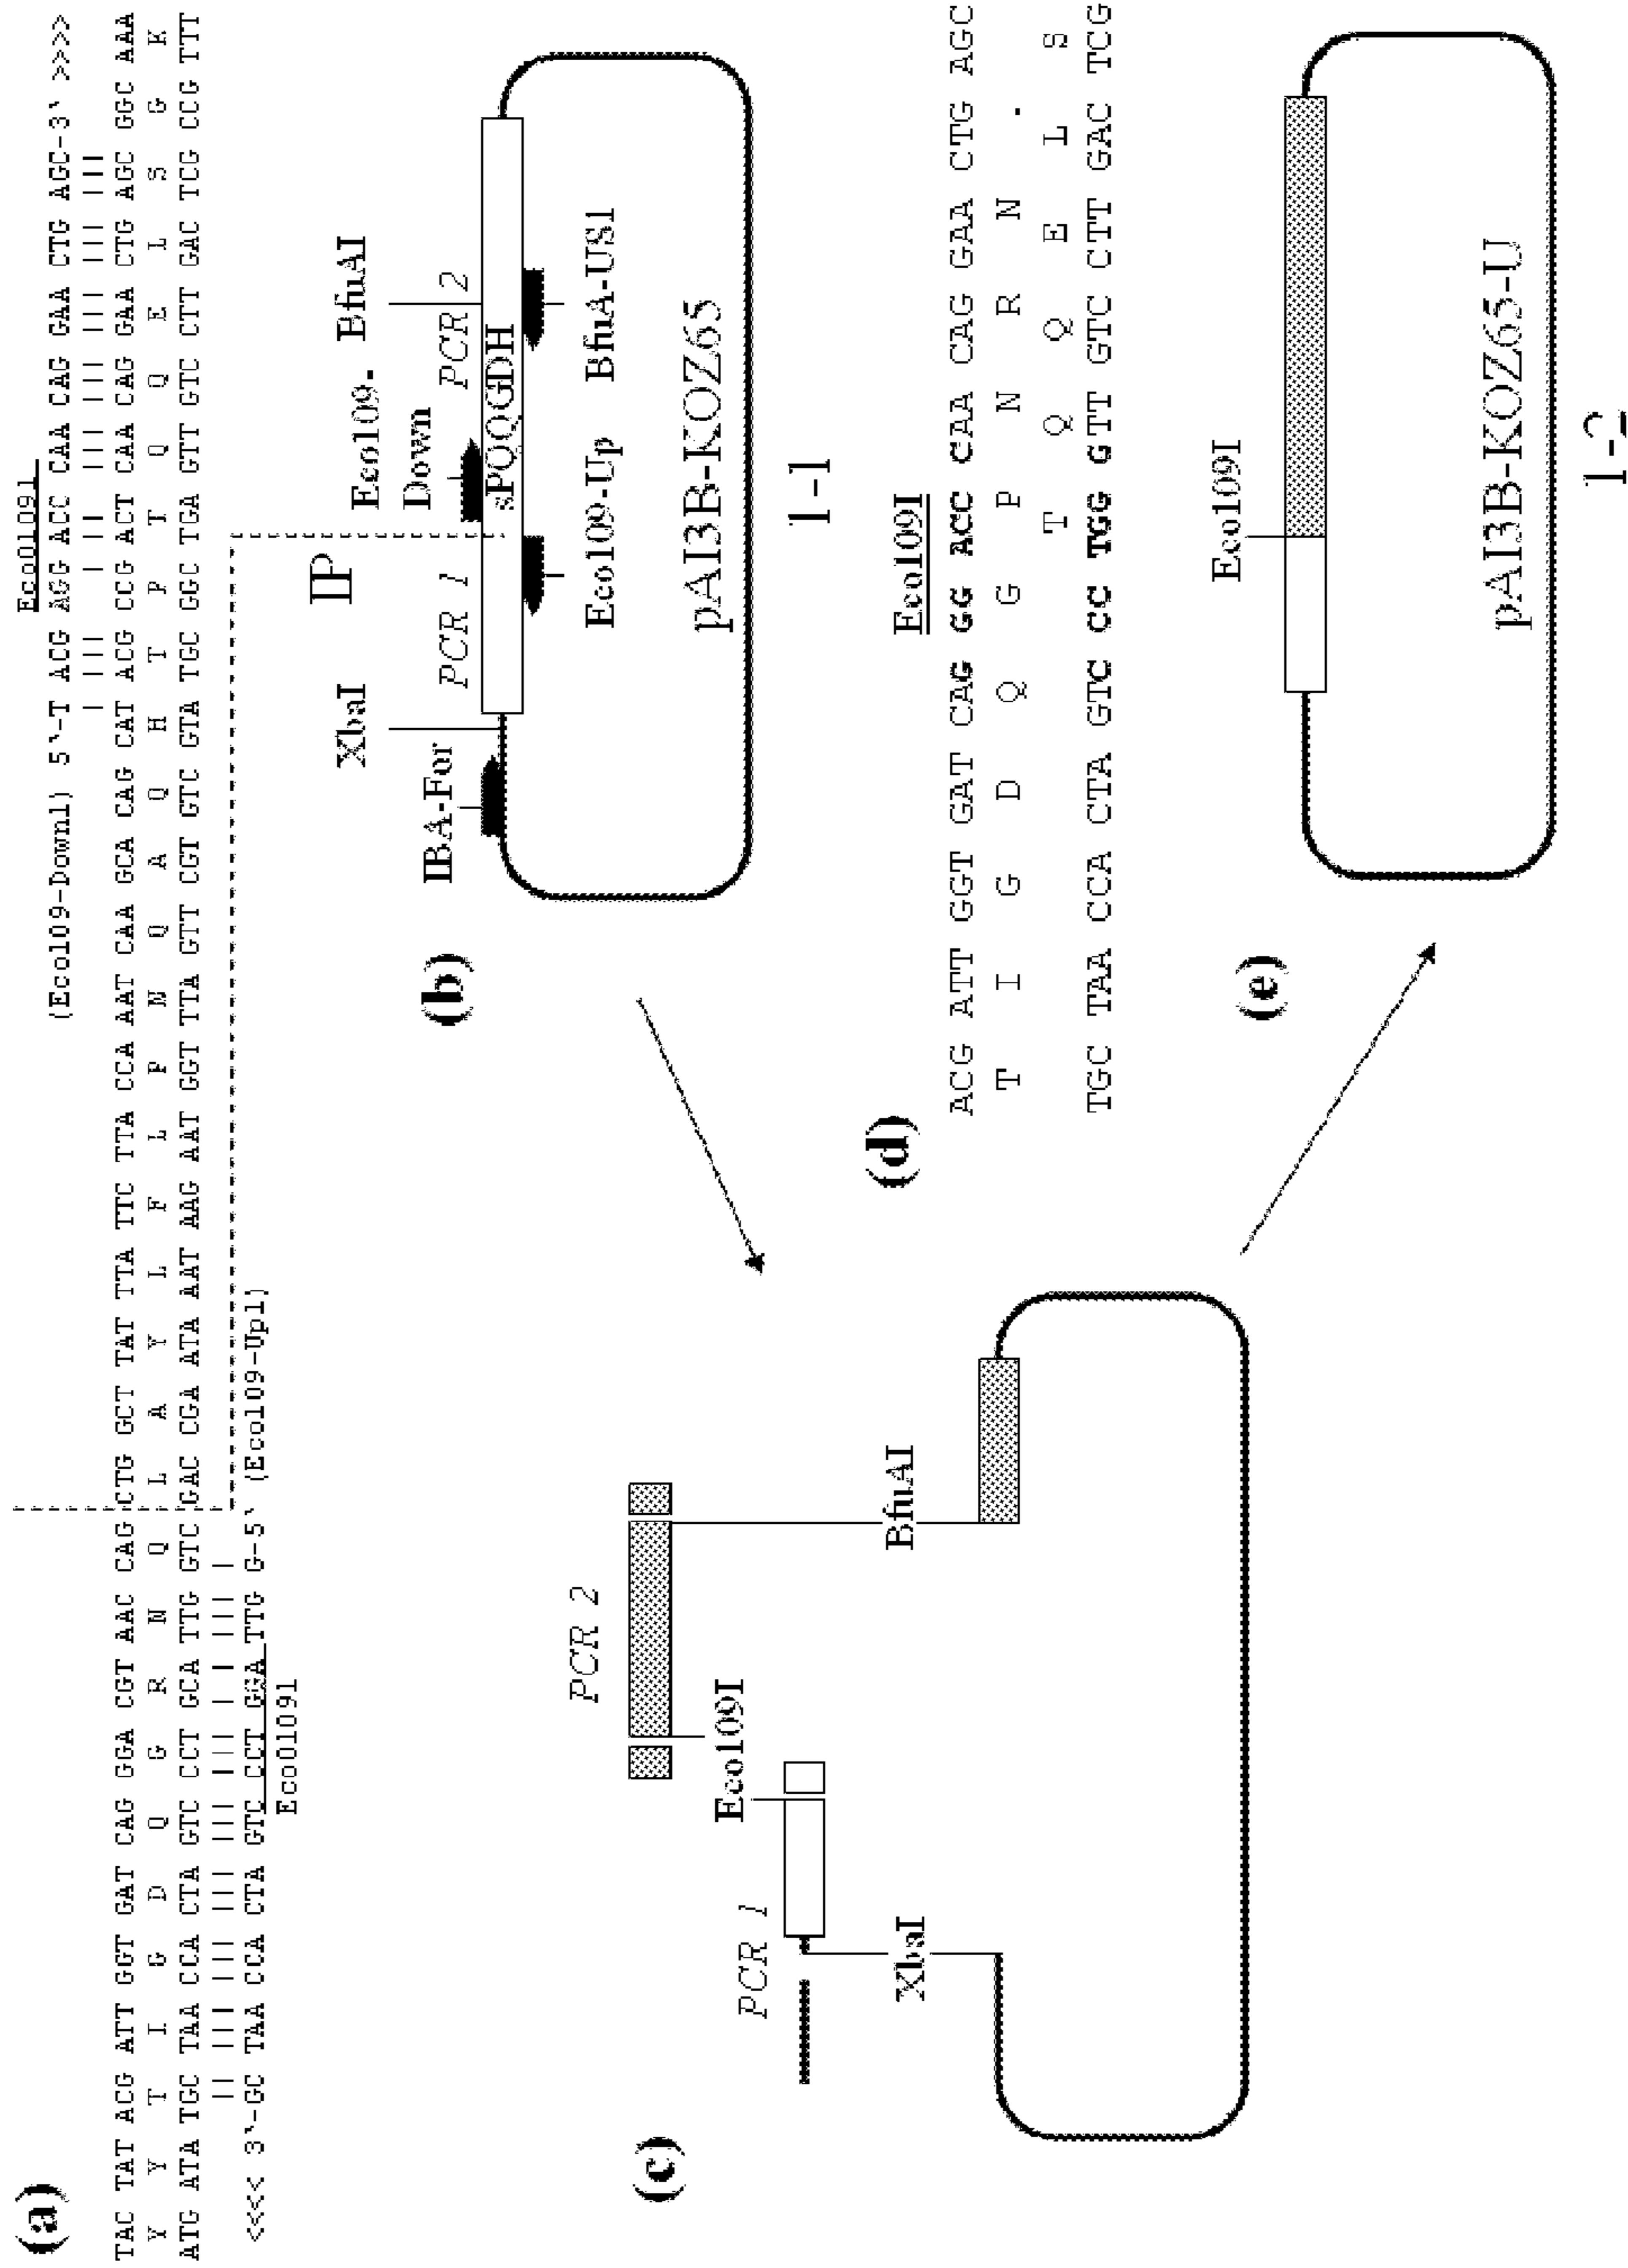 (a)
EcoO109I
(Eco109-Down1) 5'-T ACG AGG ACC CAA CAG GAA CTG AGC-3' >>>>
TAC TAT ACG ATT GGT GAT CAG GGA CGT AAC CAG CTG GCT TAT TTA TTC TTA CCA AAT CAA GCA CAG CAT ACG CCG ACT CAA CAG GAA CTG AGC GGC AAA
Y Y T I G D Q G R N Q L A Y L F L P N Q A Q H T P T Q Q E L S G K
ATG ATA TGC TAA CCA CTA GTC CCT GCA TTG GTC GAC CGA ATA AAT AAG AAT GGT TTA GTT CGT GTC GTA TGC GGC TGA GTT GTC CTT GAC TCG CCG TTT
<<<< 3'-GC TAA CCA CTA GTC CCT GGA TTG G-5' (Eco109-Up1)
EcoO109I
(b)
IP
XbaI
Eco109-Down
BfuAI
IBA-For
PCR 1
PCR 2
sPQQGDH
Eco109-Up
BfuA-US1
pAI3B-KOZ65
1-1
(c)
PCR 2
Eco109I
PCR 1
Eco109I
XbaI
BfuAI
(d)
Eco109I
ACG ATT GGT GAT CAG GG ACC CAA CAG GAA CTG AGC
T I G D Q G P N R N .
T Q Q E L S
TGC TAA CCA CTA GTC CC TGG GTT GTC CTT GAC TCG
(e)
Eco109I
pAI3B-KOZ65-U
1-2